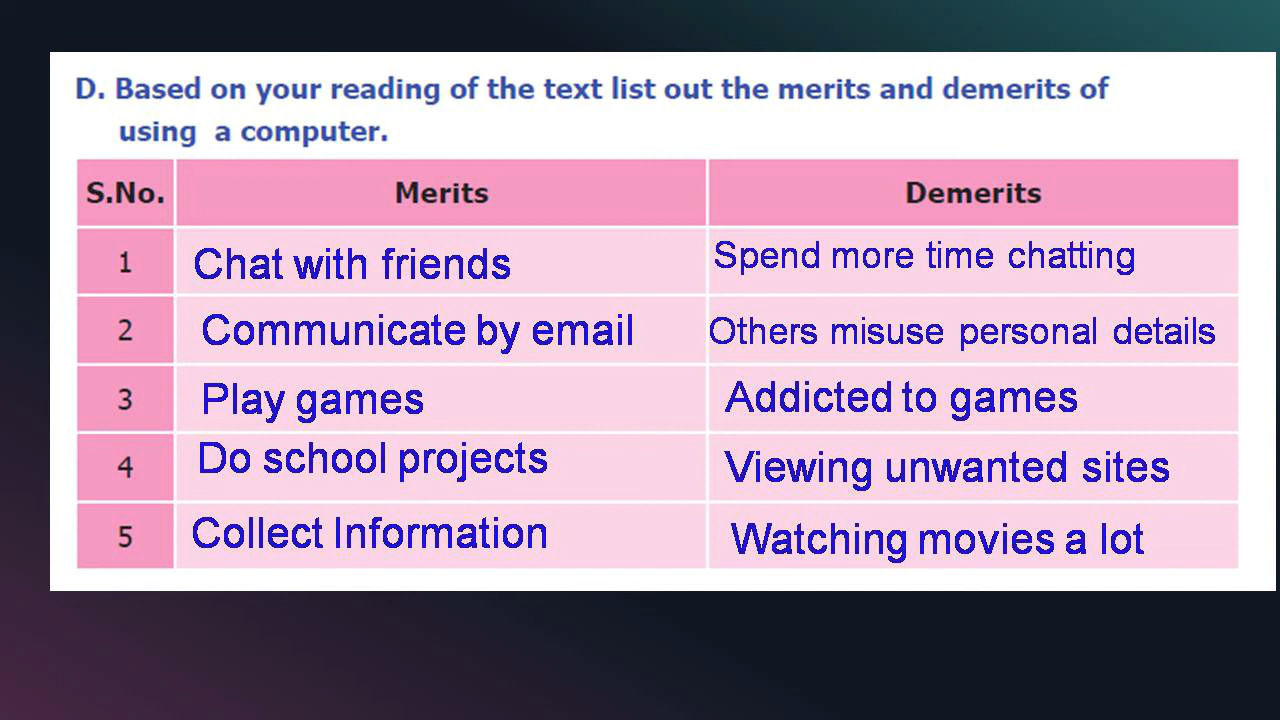 D. Based on your reading of the text list out the merits and demerits of
using a computer.
S.No. Merits Demerits
1 Chat with friends Spend more time chatting
2 Communicate by email Others misuse personal details
3 Play games Addicted to games
4 Do school projects Viewing unwanted sites
5 Collect Information Watching movies a lot